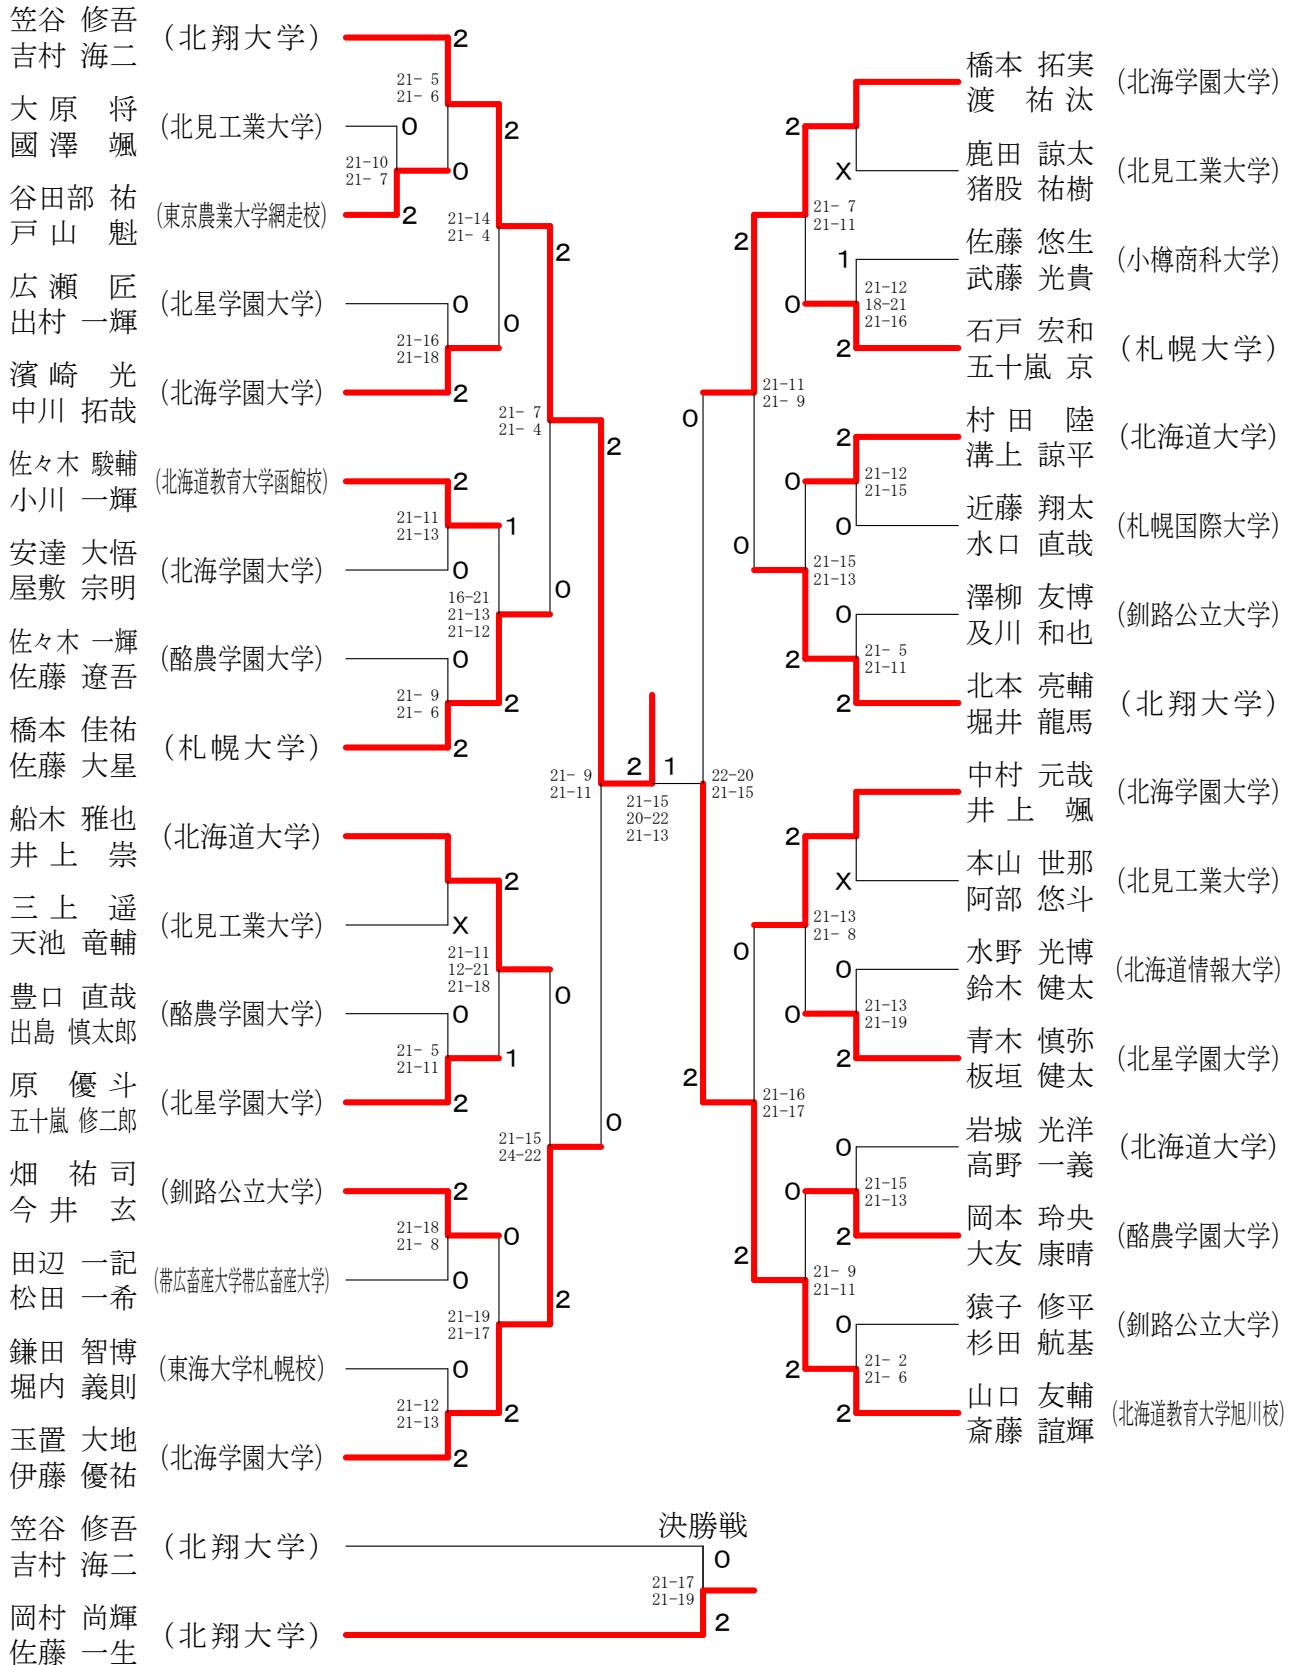 笠谷 修吾
吉村 海二
(北翔大学)
2
21- 5
21- 6
大原 将
國澤 颯
(北見工業大学)
0
2
21-10
21- 7
0
谷田部 祐
戸山 魁
(東京農業大学網走校)
2
21-14
21- 4
2
広瀬 匠
出村 一輝
(北星学園大学)
0
0
21-16
21-18
濱崎 光
中川 拓哉
(北海学園大学)
2
21- 7
21- 4
2
佐々木 駿輔
小川 一輝
(北海道教育大学函館校)
2
21-11
21-13
1
安達 大悟
屋敷 宗明
(北海学園大学)
0
16-21
21-13
21-12
0
佐々木 一輝
佐藤 遼吾
(酪農学園大学)
0
21- 9
21- 6
2
橋本 佳祐
佐藤 大星
(札幌大学)
2
21- 9
21-11
2
1
21-15
20-22
21-13
船木 雅也
井上 崇
(北海道大学)
2
三上 遥
天池 竜輔
(北見工業大学)
X
21-11
12-21
21-18
0
豊口 直哉
出島 慎太郎
(酪農学園大学)
0
21- 5
21-11
1
原 優斗
五十嵐 修二郎
(北星学園大学)
2
21-15
24-22
0
畑 祐司
今井 玄
(釧路公立大学)
2
21-18
21- 8
0
田辺 一記
松田 一希
(帯広畜産大学帯広畜産大学)
0
21-19
21-17
2
鎌田 智博
堀内 義則
(東海大学札幌校)
0
21-12
21-13
2
玉置 大地
伊藤 優祐
(北海学園大学)
2
橋本 拓実
渡 祐汰
(北海学園大学)
2
鹿田 諒太
猪股 祐樹
(北見工業大学)
X
21- 7
21-11
2
佐藤 悠生
武藤 光貴
(小樽商科大学)
1
21-12
18-21
21-16
0
石戸 宏和
五十嵐 京
(札幌大学)
2
21-11
21- 9
0
村田 陸
溝上 諒平
(北海道大学)
2
21-12
21-15
0
近藤 翔太
水口 直哉
(札幌国際大学)
0
0
21-15
21-13
澤柳 友博
及川 和也
(釧路公立大学)
0
21- 5
21-11
2
北本 亮輔
堀井 龍馬
(北翔大学)
2
22-20
21-15
中村 元哉
井上 颯
(北海学園大学)
2
本山 世那
阿部 悠斗
(北見工業大学)
X
21-13
21- 8
0
水野 光博
鈴木 健太
(北海道情報大学)
0
21-13
21-19
0
青木 慎弥
板垣 健太
(北星学園大学)
2
2
21-16
21-17
岩城 光洋
高野 一義
(北海道大学)
0
21-15
21-13
0
岡本 玲央
大友 康晴
(酪農学園大学)
2
2
21- 9
21-11
猿子 修平
杉田 航基
(釧路公立大学)
0
21- 2
21- 6
2
山口 友輔
斎藤 誼輝
(北海道教育大学旭川校)
2
決勝戦
笠谷 修吾
吉村 海二
(北翔大学)
0
21-17
21-19
岡村 尚輝
佐藤 一生
(北翔大学)
2